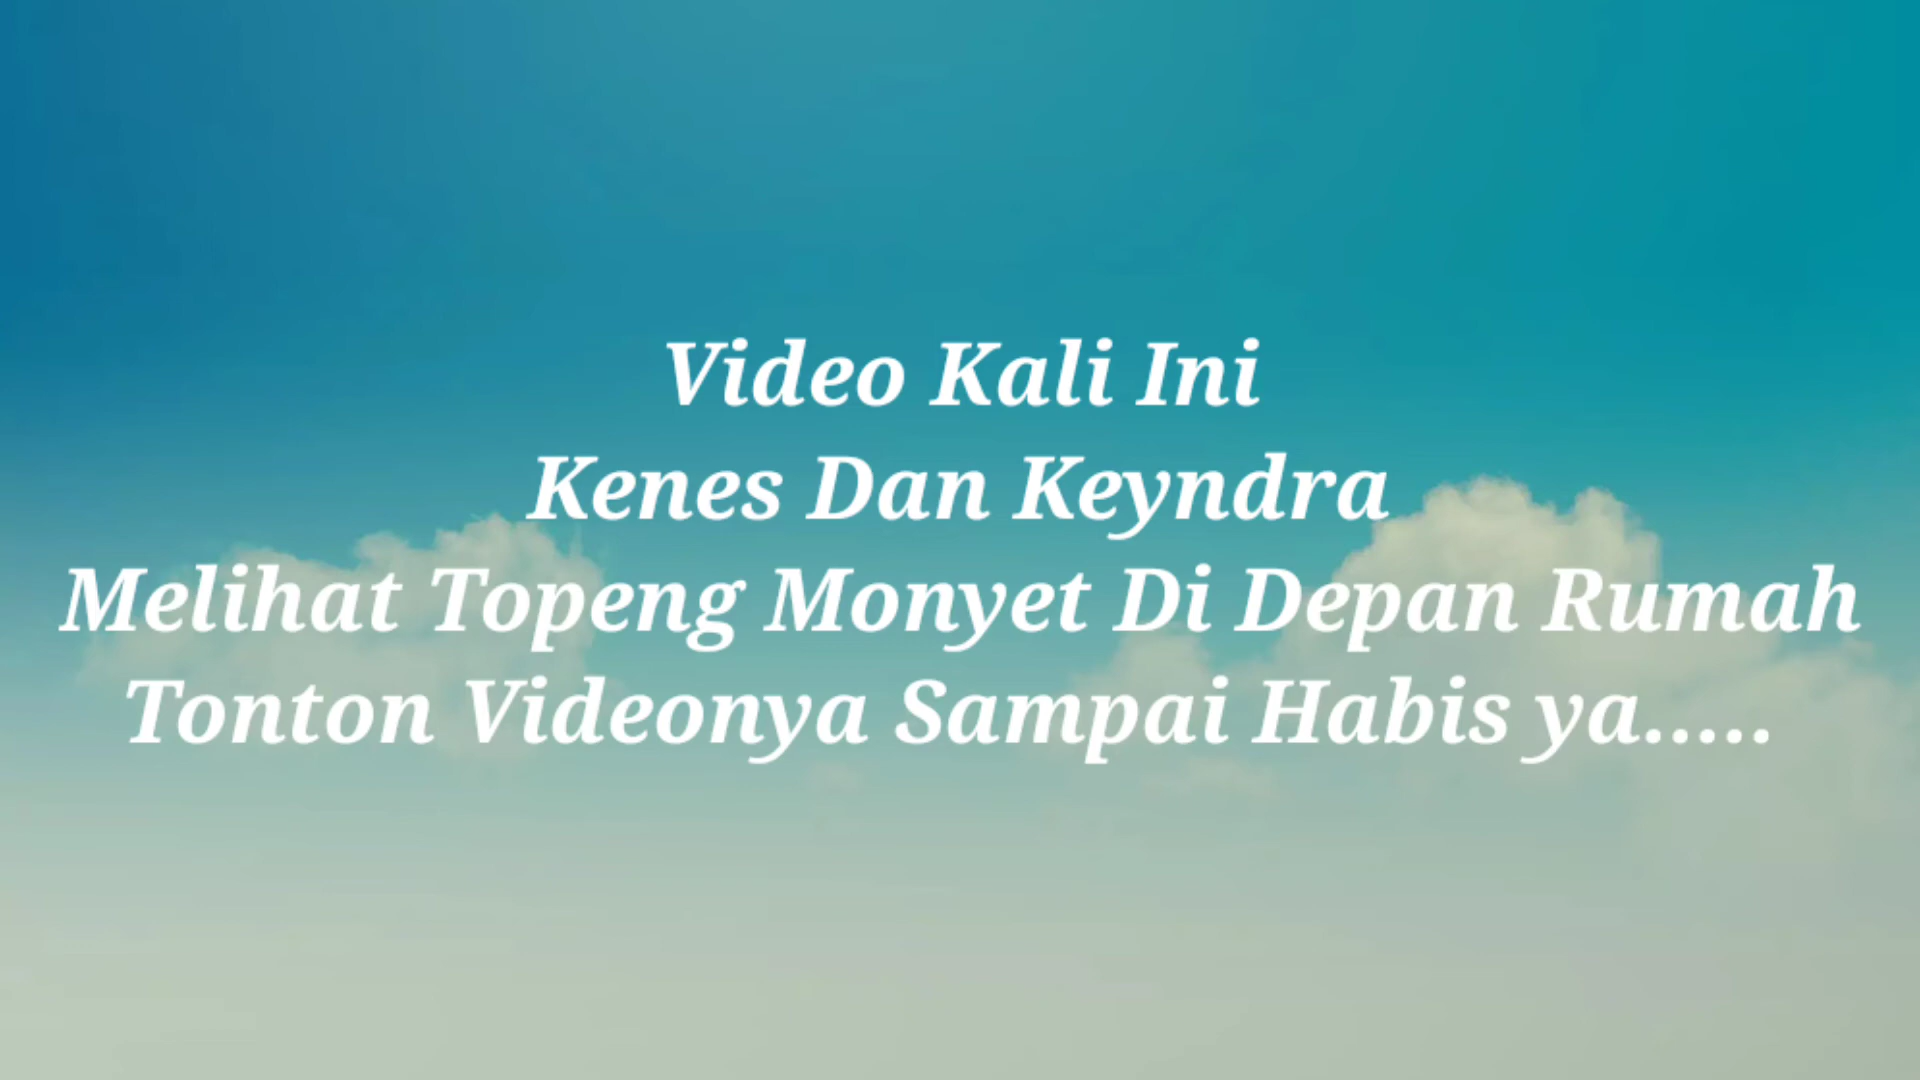 Video Kali Ini
Kenes Dan Keyndra
Melihat Topeng Monyet Di Depan Rumah
Tonton Videonya Sampai Habis ya.....